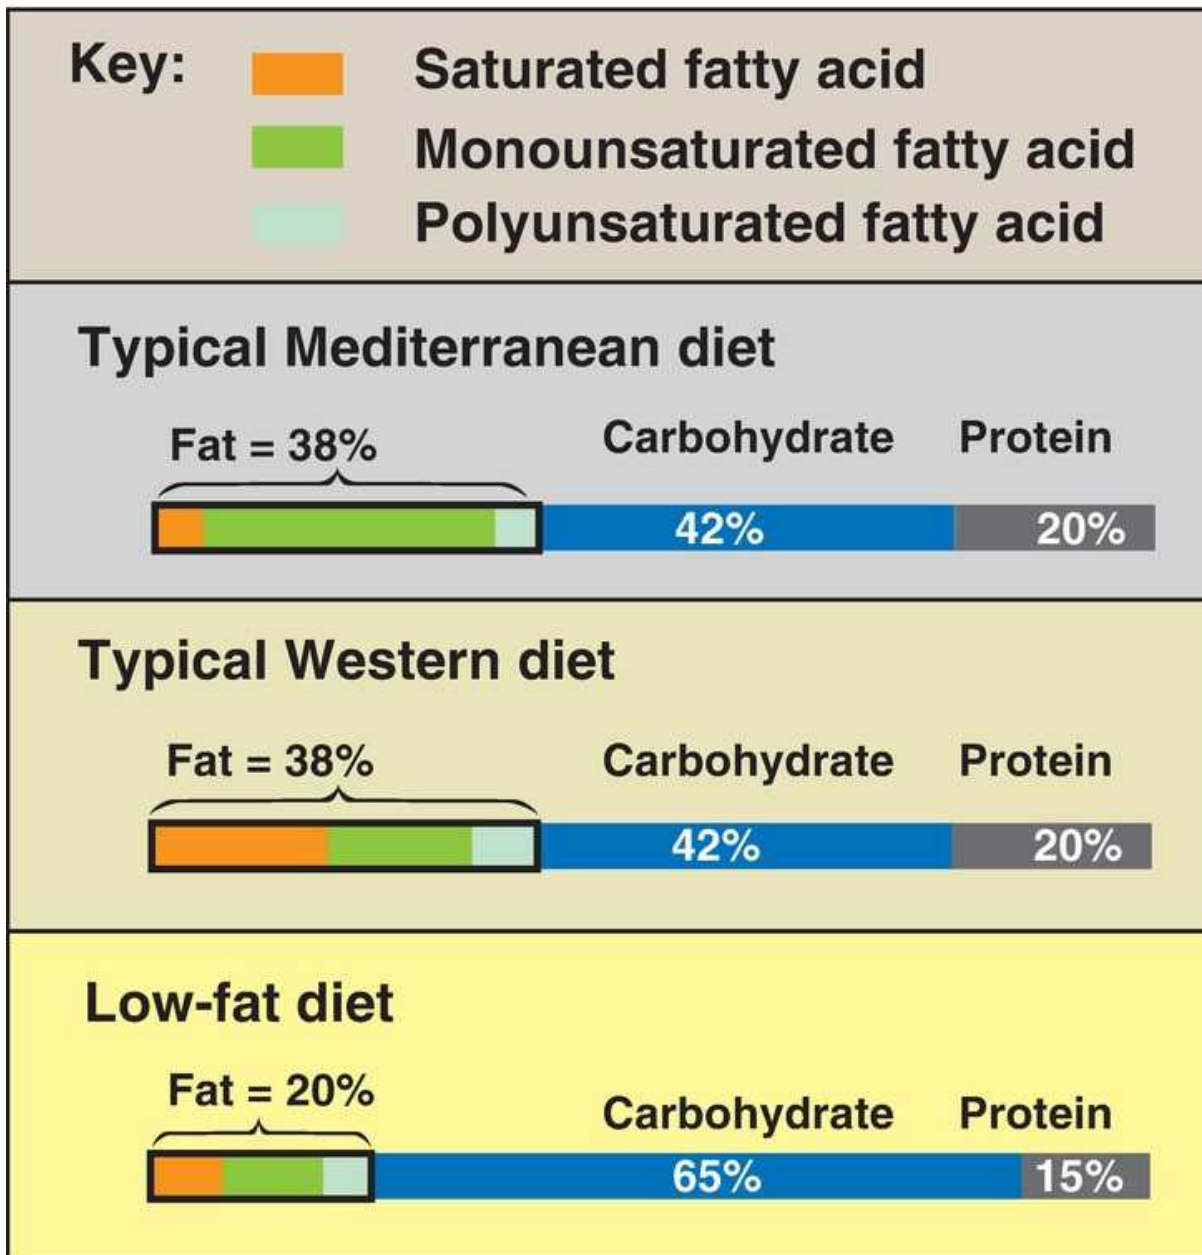 Key:
Saturated fatty acid
Monounsaturated fatty acid
Polyunsaturated fatty acid
Typical Mediterranean diet
Fat = 38% Carbohydrate Protein
42% 20%
Typical Western diet
Fat = 38% Carbohydrate Protein
42% 20%
Low-fat diet
Fat = 20% Carbohydrate Protein
65% 15%